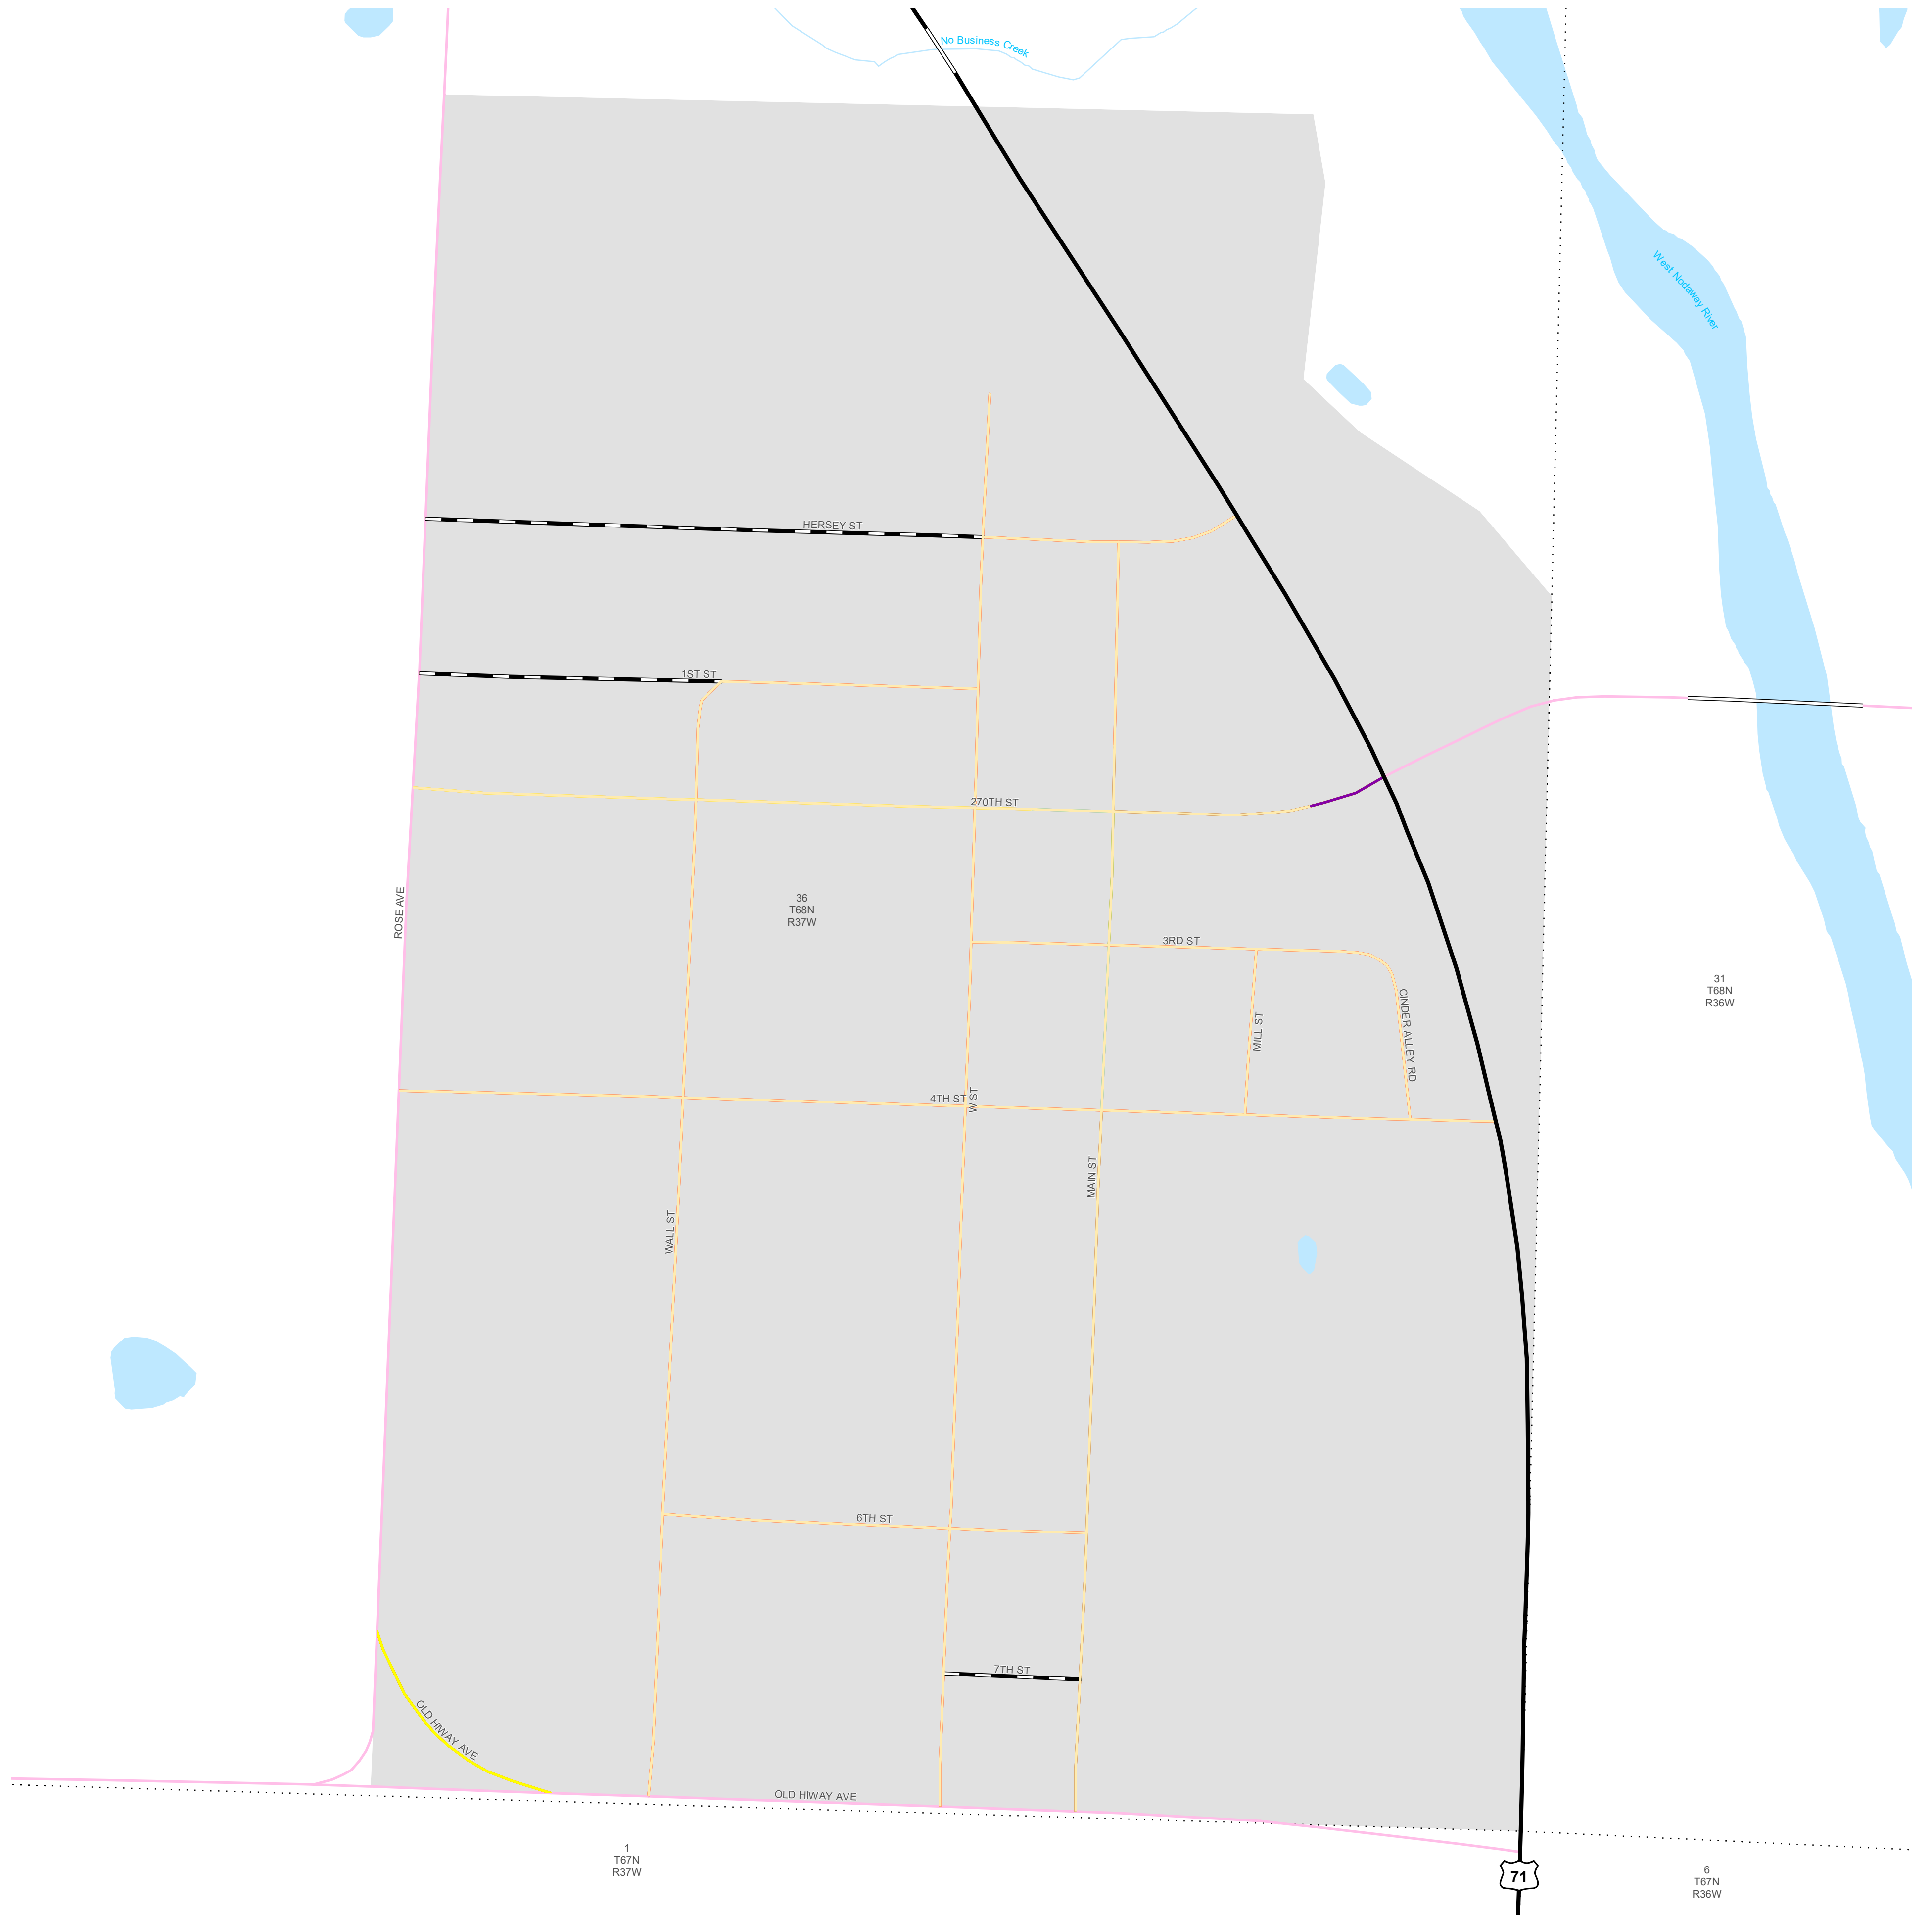 No Business Creek
West Nodaway River
HERSEY ST
1ST ST
270TH ST
ROSE AVE
36
T68N
R37W
3RD ST
31
T68N
R36W
CINDER ALLEY RD
MILL ST
4TH ST
W ST
MAIN ST
WALL ST
6TH ST
7TH ST
OLD HIWAY AVE
OLD HIWAY AVE
1
T67N
R37W
71
6
T67N
R36W